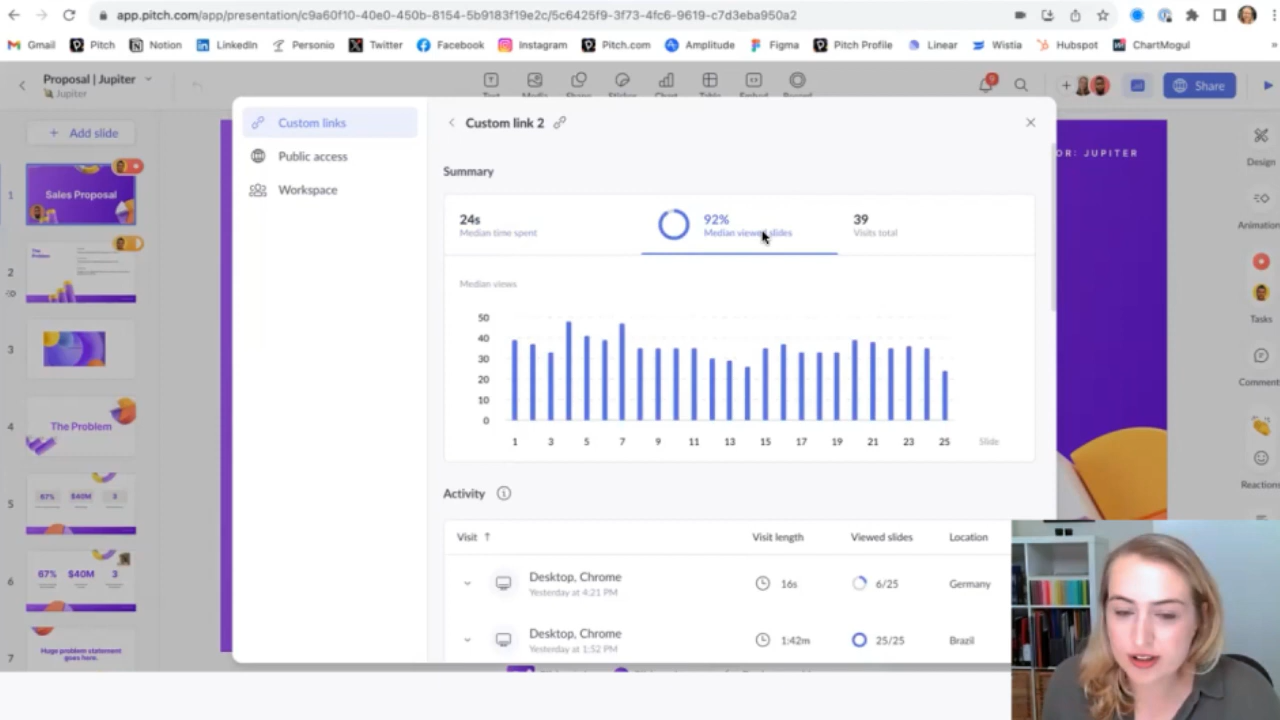 app.pitch.com/app/presentation/c9a60f10-40e0-450b-8154-5b9183f19e2c/5c6425f9-3f73-4fc6-9619-c7d3eba950a2
Gmail Pitch Notion LinkedIn Personio Twitter Facebook Instagram Pitch.com Amplitude Figma Pitch Profile Linear Wistia Hubspot ChartMogul »
Proposal | Jupiter
Jupiter
Share
+ Add slide
Custom links
Public access
Workspace
Custom link 2
OR: JUPITER
Design
Animation
Tasks
Comment
Reactions
1
Sales Proposal
2
The Problem
3
4
The Problem
5
67% $40M 3
6
67% $40M 3
7
Huge problem statement
goes here.
Summary
24s
Median time spent
92%
Median viewed slides
39
Visits total
Median views
50
40
30
20
10
0
1 3 5 7 9 11 13 15 17 19 21 23 25 Slide
Activity
Visit ↑ Visit length Viewed slides Location
Desktop, Chrome 16s 6/25 Germany
Yesterday at 4:21 PM
Desktop, Chrome 1:42m 25/25 Brazil
Yesterday at 1:52 PM